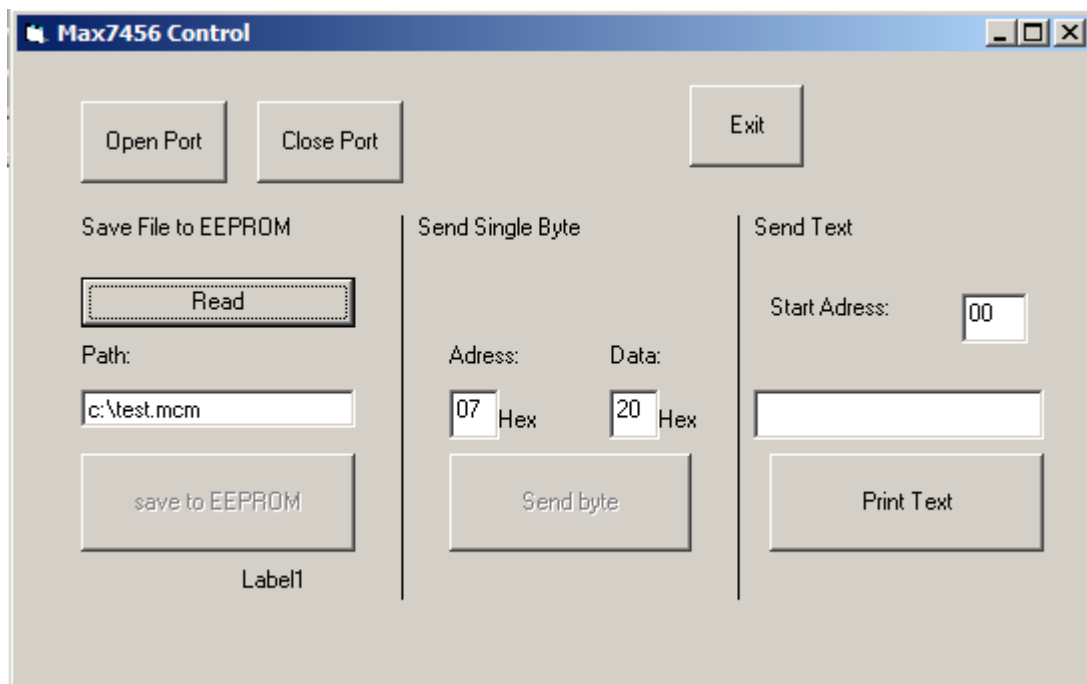 Max7456 Control
Open Port
Close Port
Exit
Save File to EEPROM
Send Single Byte
Send Text
Read
Start Adress:
00
Path:
Adress:
Data:
c:\test.mcm
07
Hex
20
Hex
save to EEPROM
Send byte
Print Text
Label1